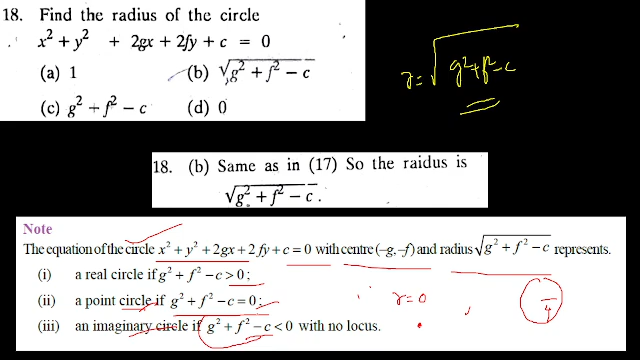 18. Find the radius of the circle
x² + y² + 2gx + 2fy + c = 0
(a) 1 (b) √g² + f² − c
(c) g² + f² − c (d) 0
r = √g²+f²−c
18. (b) Same as in (17) So the raidus is
√g² + f² − c.
Note
The equation of the circle x² + y² + 2gx + 2fy + c = 0 with centre (−g, −f) and radius √g² + f² − c represents.
(i) a real circle if g² + f² − c > 0 ;
(ii) a point circle if g² + f² − c = 0 ; r = 0
(iii) an imaginary circle if g² + f² − c < 0 with no locus.